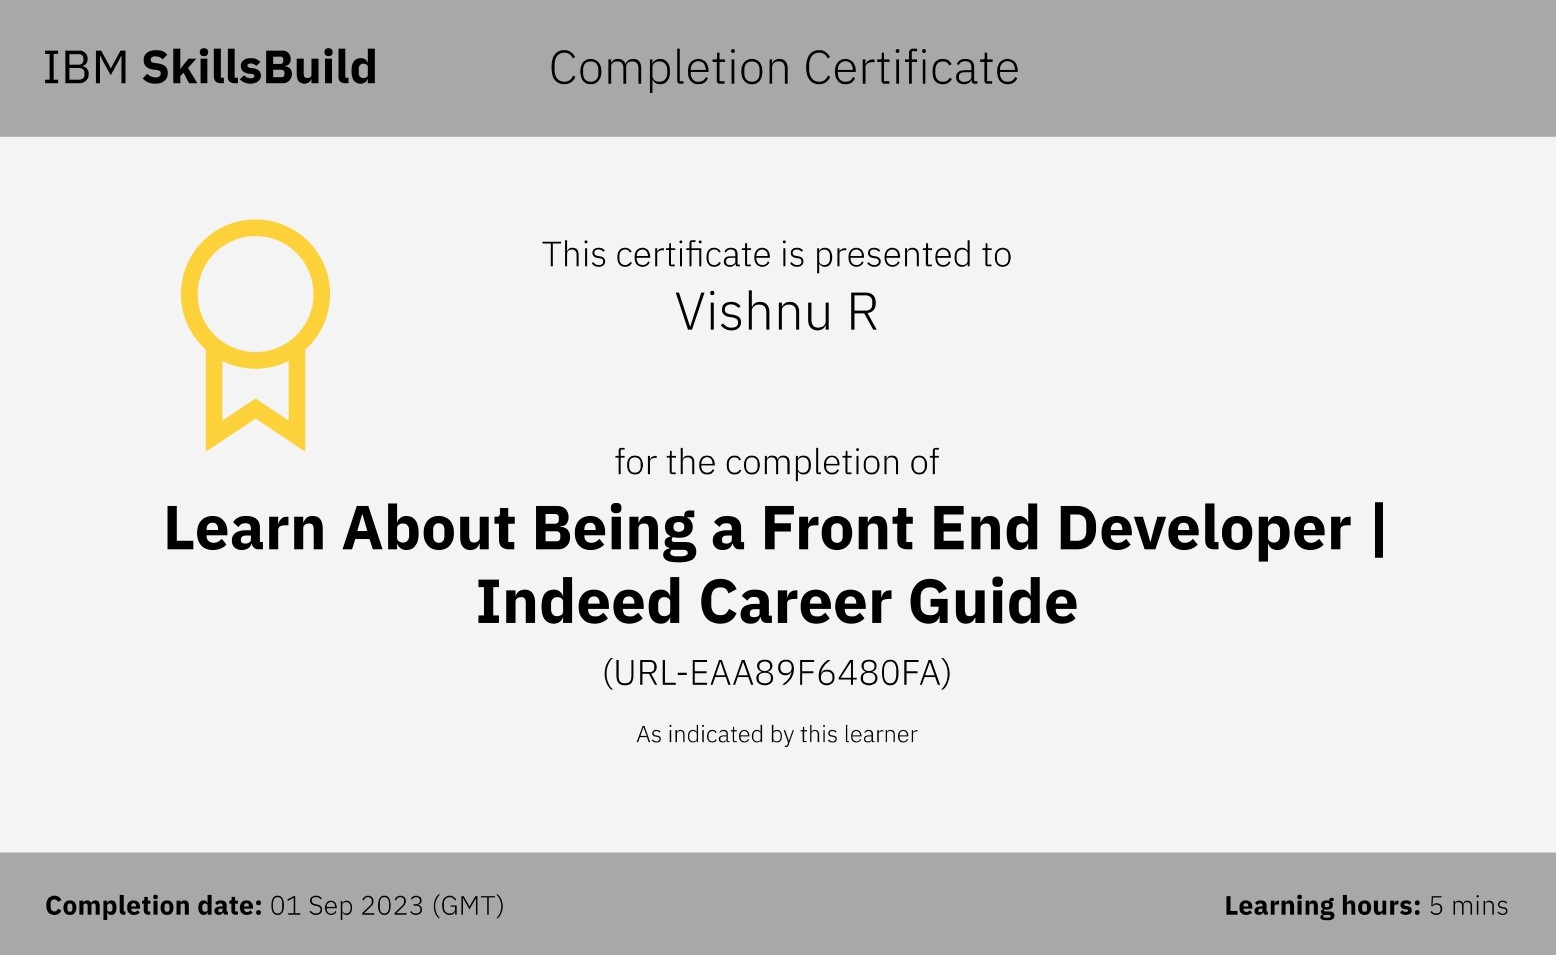 IBM SkillsBuild
Completion Certificate
This certificate is presented to
Vishnu R
for the completion of
Learn About Being a Front End Developer |
Indeed Career Guide
(URL-EAA89F6480FA)
As indicated by this learner
Completion date: 01 Sep 2023 (GMT)
Learning hours: 5 mins